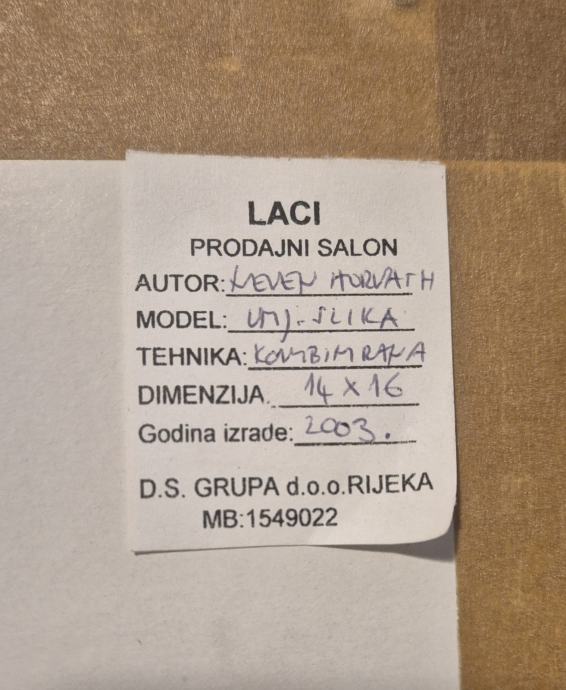 LACI
PRODAJNI SALON
AUTOR: NEVEN HORVATH
MODEL: UMJ. SLIKA
TEHNIKA: KOMBIMRANA
DIMENZIJA. 14 X 16
Godina izrade: 2003.
D.S. GRUPA d.o.o.RIJEKA
MB:1549022